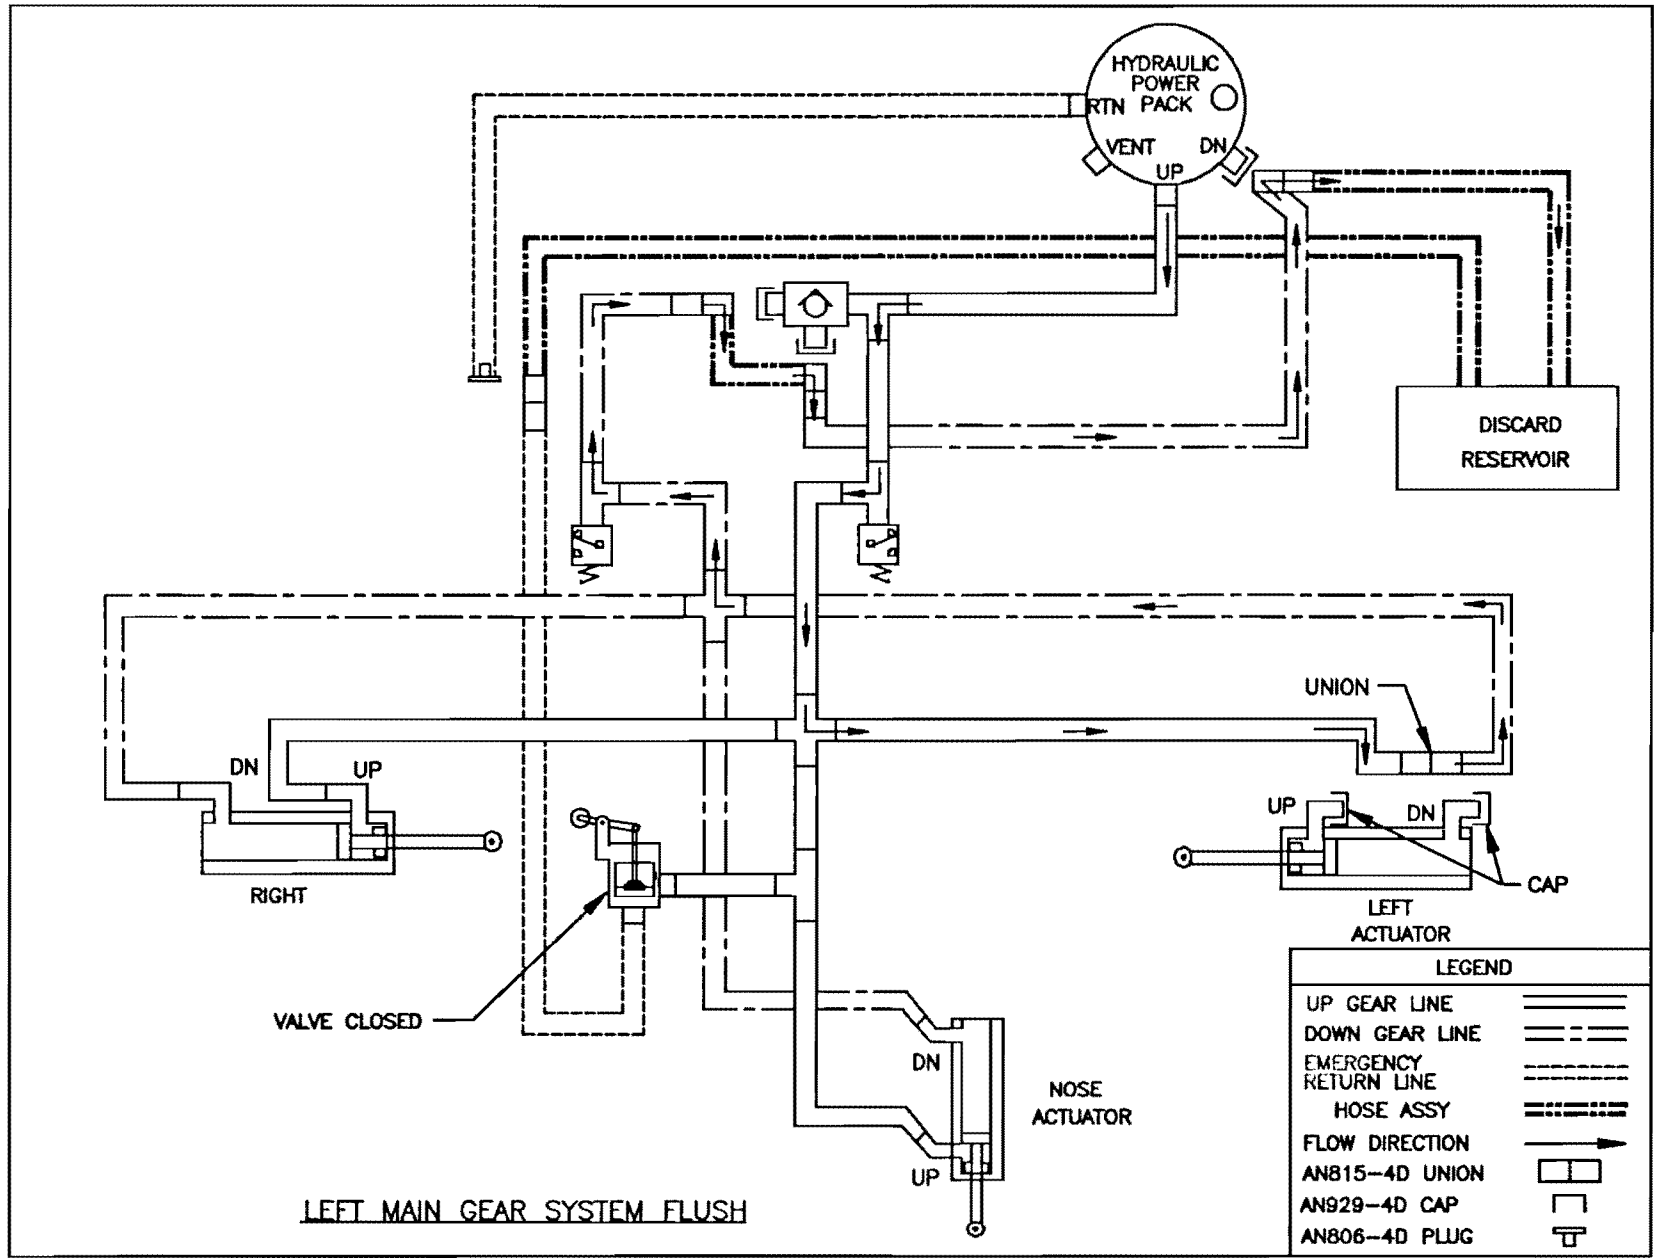 HYDRAULIC
POWER
PACK
RTN
VENT
DN
UP
DISCARD
RESERVOIR
UNION
DN
UP
RIGHT
UP
DN
CAP
LEFT
ACTUATOR
VALVE CLOSED
DN
UP
NOSE
ACTUATOR
LEFT MAIN GEAR SYSTEM FLUSH
LEGEND
UP GEAR LINE
DOWN GEAR LINE
EMERGENCY
RETURN LINE
HOSE ASSY
FLOW DIRECTION
AN815-4D UNION
AN929-4D CAP
AN806-4D PLUG